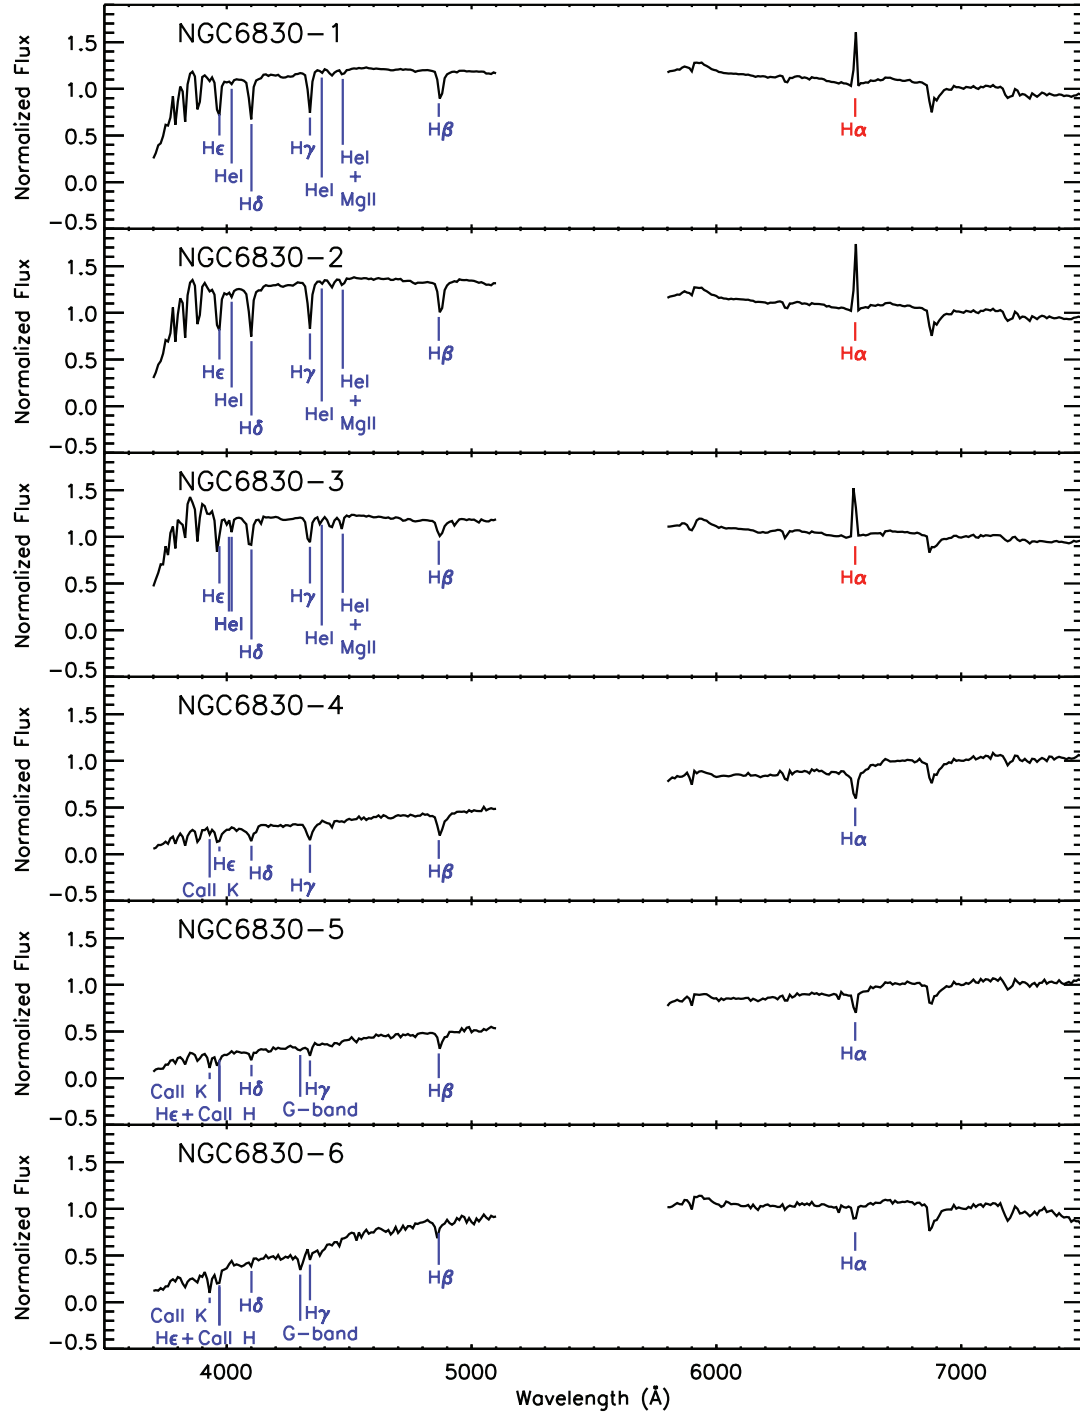 NGC6830-1
Normalized Flux
1.5
1.0
0.5
0.0
-0.5
Hϵ
HeI
Hδ
Hγ
HeI
HeI
+
MgII
Hβ
Hα
NGC6830-2
Normalized Flux
1.5
1.0
0.5
0.0
-0.5
Hϵ
HeI
Hδ
Hγ
HeI
HeI
+
MgII
Hβ
Hα
NGC6830-3
Normalized Flux
1.5
1.0
0.5
0.0
-0.5
Hϵ
HeI
Hδ
Hγ
HeI
HeI
+
MgII
Hβ
Hα
NGC6830-4
Normalized Flux
1.5
1.0
0.5
0.0
-0.5
CaII K
Hϵ
Hδ
Hγ
Hβ
Hα
NGC6830-5
Normalized Flux
1.5
1.0
0.5
0.0
-0.5
CaII K
Hϵ+CaII H
Hδ
G-band
Hγ
Hβ
Hα
NGC6830-6
Normalized Flux
1.5
1.0
0.5
0.0
-0.5
CaII K
Hϵ+CaII H
Hδ
G-band
Hγ
Hβ
Hα
4000 5000 6000 7000
Wavelength (Å)